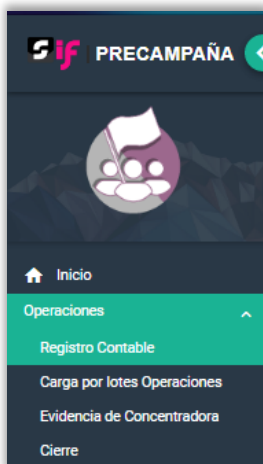 sif PRECAMPAÑA
Inicio
Operaciones
Registro Contable
Carga por lotes Operaciones
Evidencia de Concentradora
Cierre